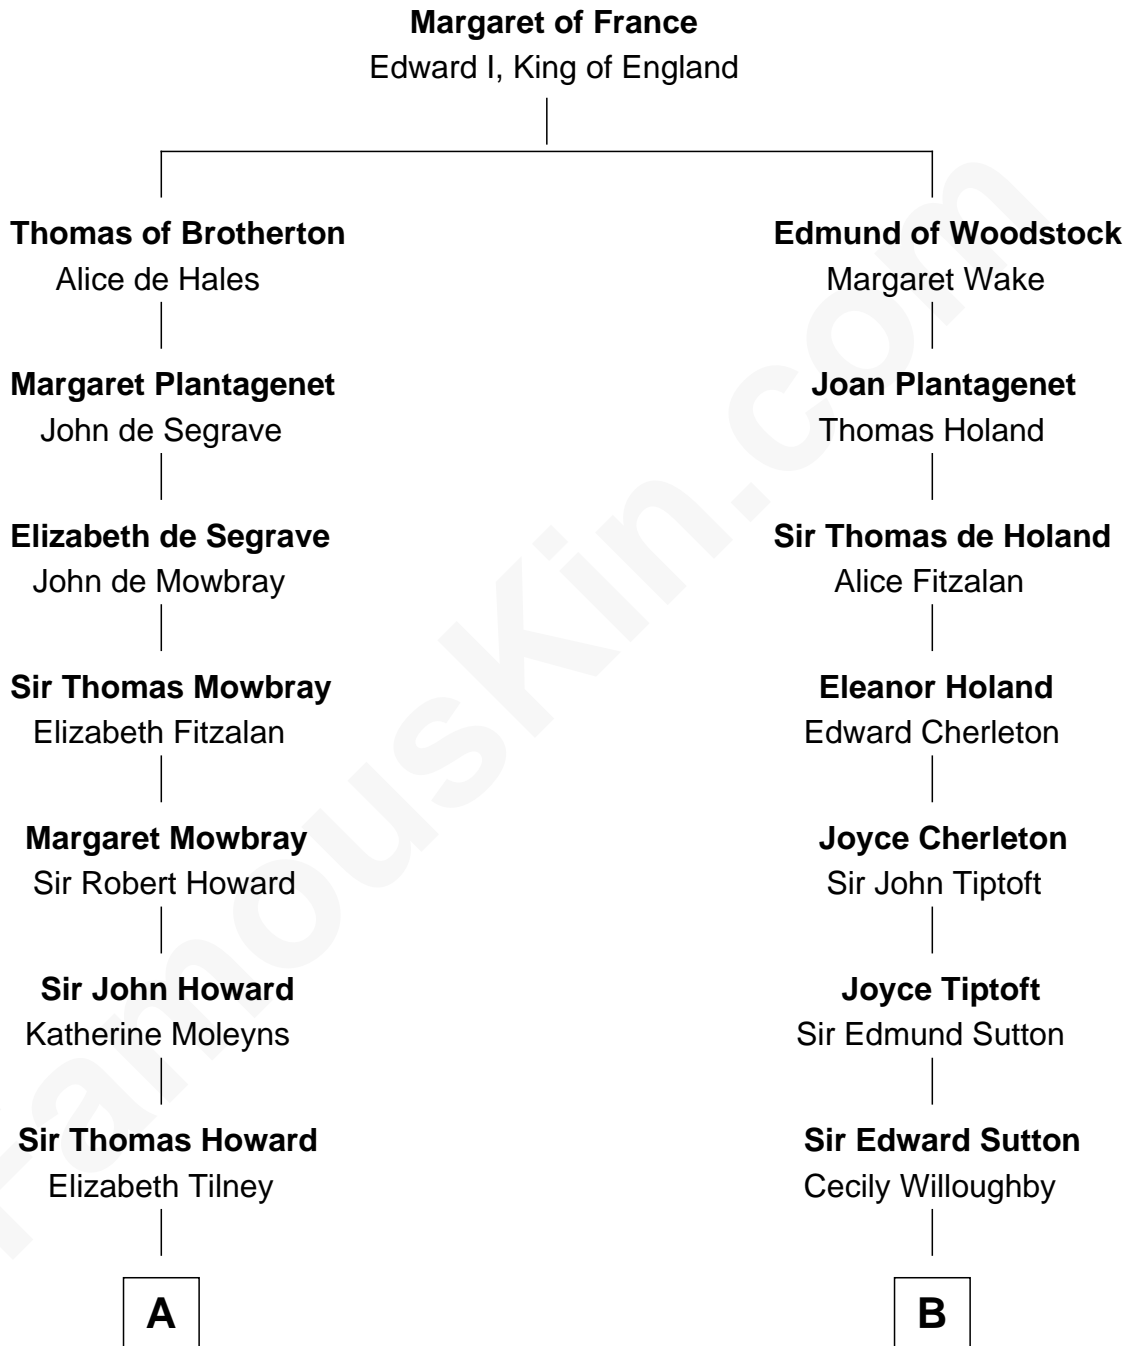 Margaret of France
Edward I, King of England
Thomas of Brotherton
Alice de Hales
Edmund of Woodstock
Margaret Wake
Margaret Plantagenet
John de Segrave
Joan Plantagenet
Thomas Holand
Elizabeth de Segrave
John de Mowbray
Sir Thomas de Holand
Alice Fitzalan
Sir Thomas Mowbray
Elizabeth Fitzalan
Eleanor Holand
Edward Cherleton
Margaret Mowbray
Sir Robert Howard
Joyce Cherleton
Sir John Tiptoft
Sir John Howard
Katherine Moleyns
Joyce Tiptoft
Sir Edmund Sutton
Sir Thomas Howard
Elizabeth Tilney
Sir Edward Sutton
Cecily Willoughby
A
B
FamousKin.com